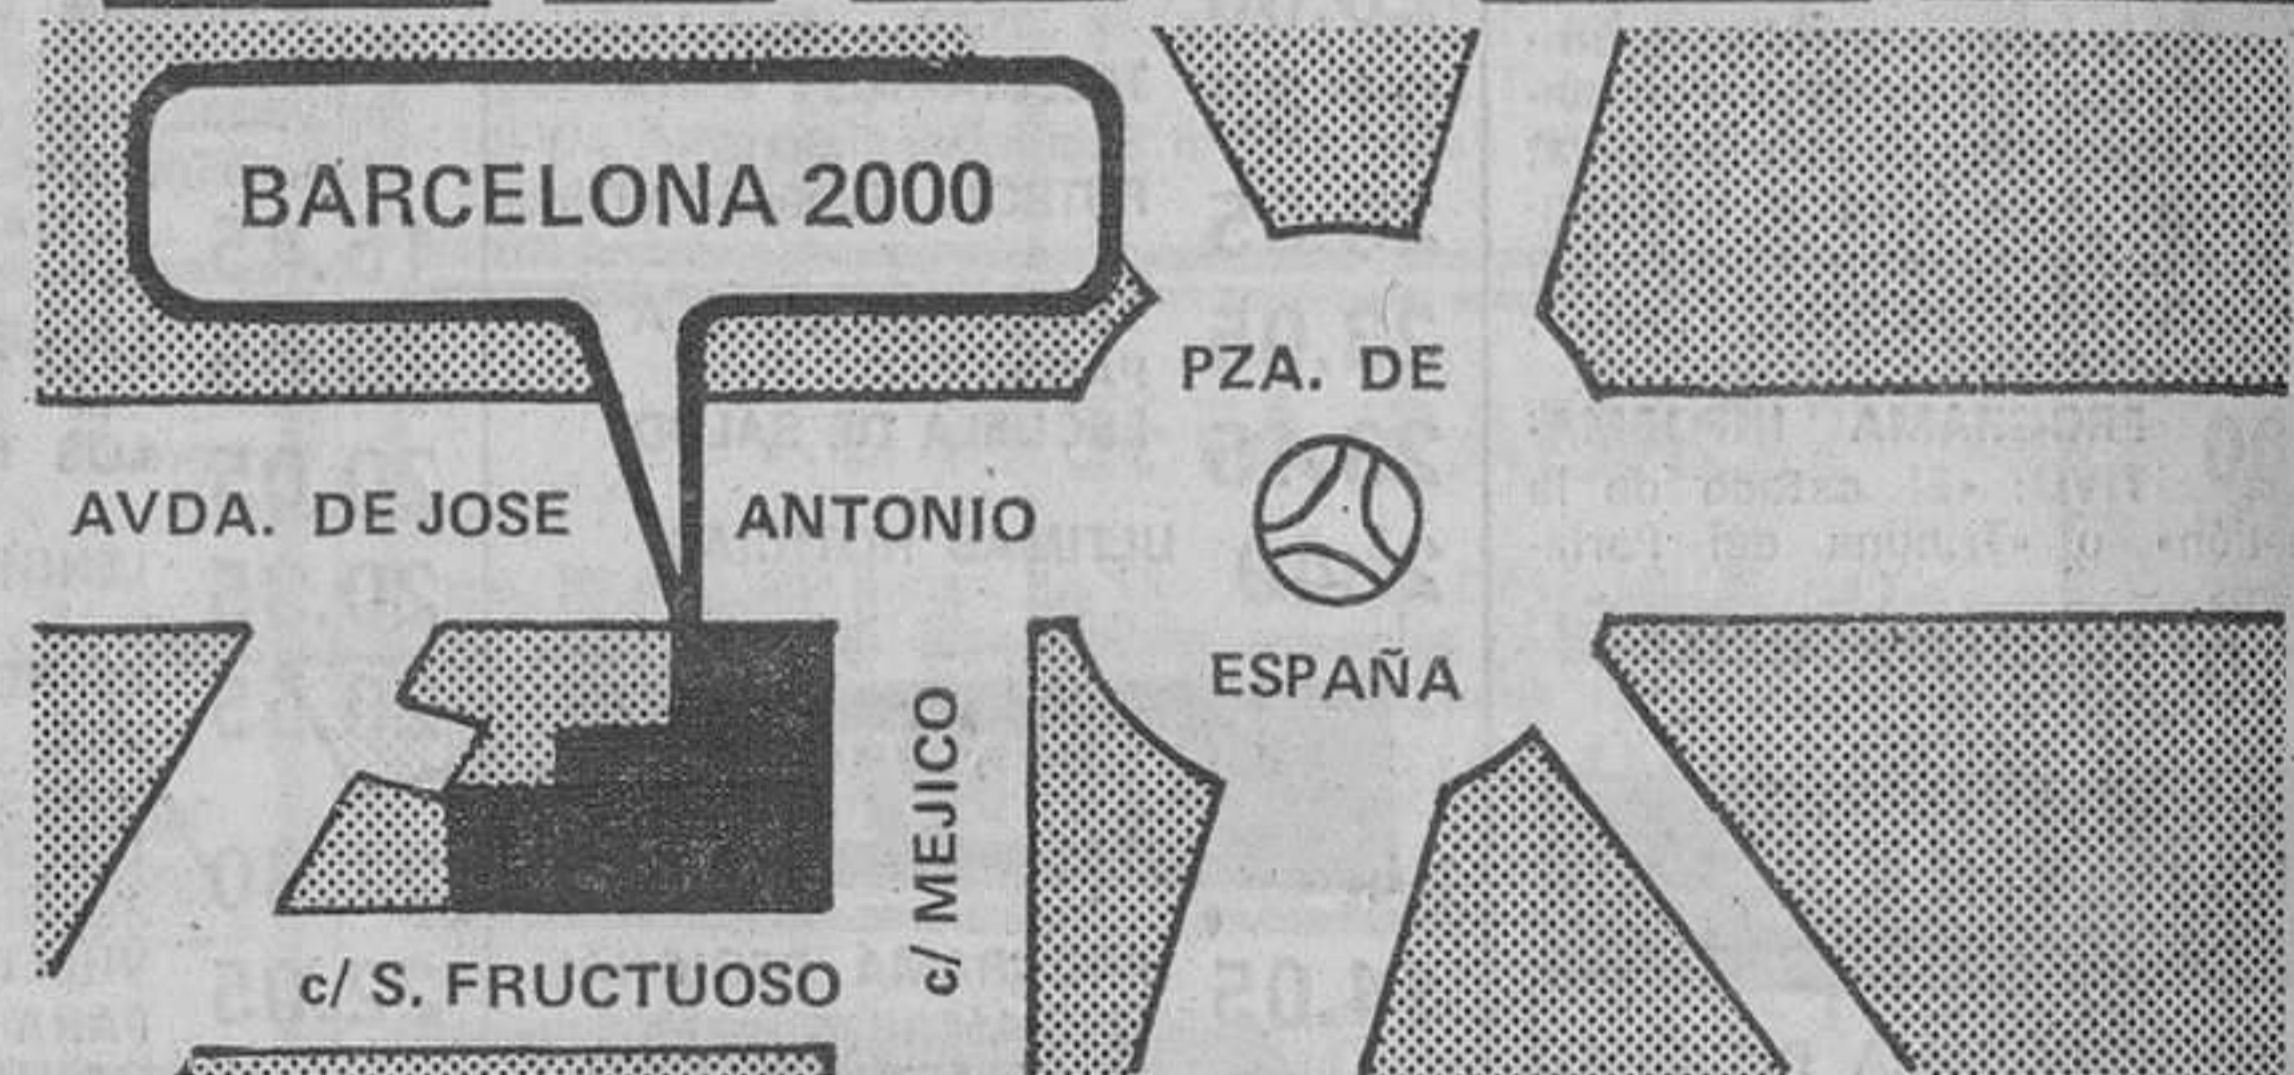 BARCELONA 2000
PZA. DE
AVDA. DE JOSE ANTONIO
ESPAÑA
c/ MEJICO
c/ S. FRUCTUOSO